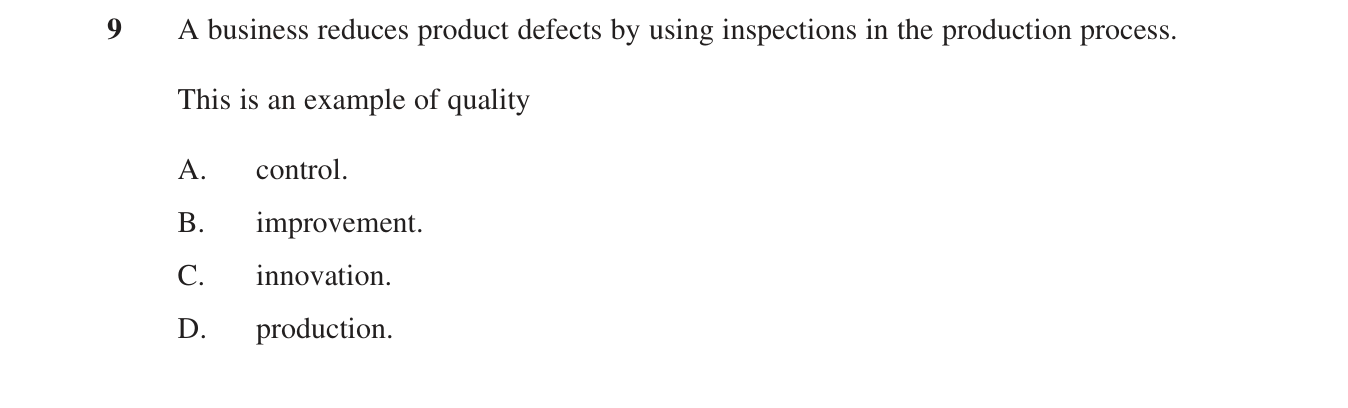 9 A business reduces product defects by using inspections in the production process.
This is an example of quality
A. control.
B. improvement.
C. innovation.
D. production.